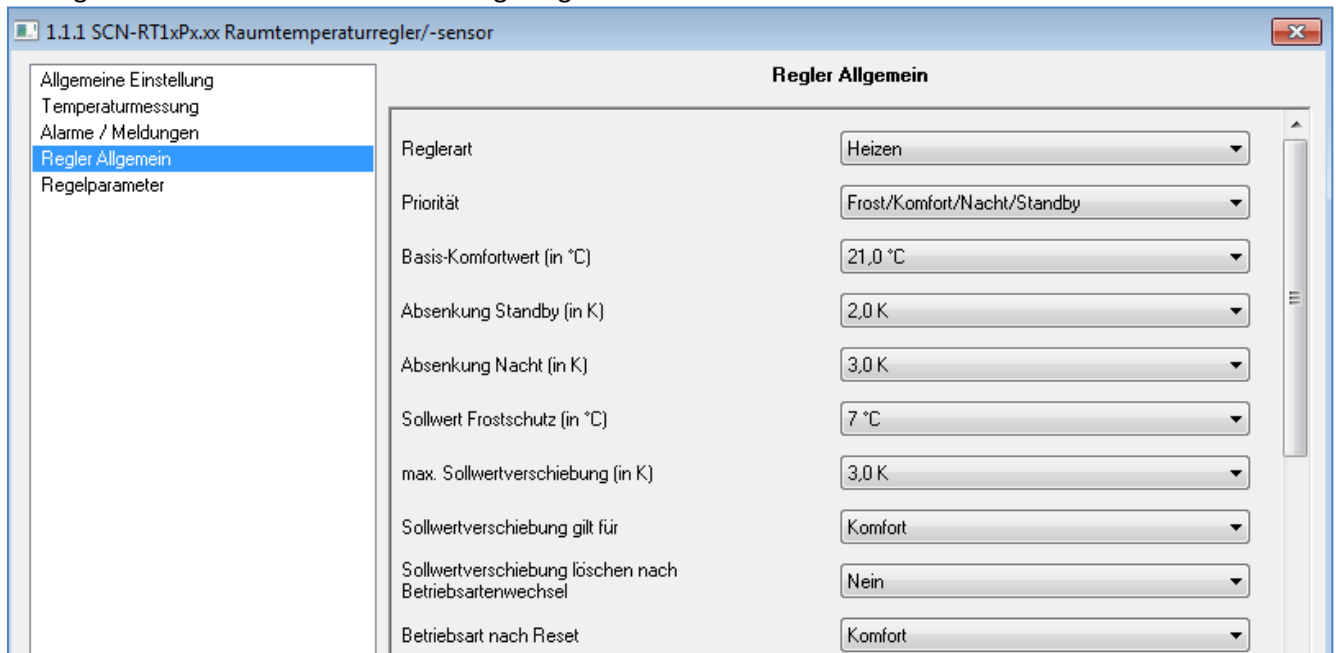 1.1.1 SCN-RT1xPx.xx Raumtemperaturregler/-sensor
Allgemeine Einstellung
Temperaturmessung
Alarme / Meldungen
Regler Allgemein
Regelparameter
Regler Allgemein
Reglerart Heizen
Priorität Frost/Komfort/Nacht/Standby
Basis-Komfortwert (in °C) 21,0 °C
Absenkung Standby (in K) 2,0 K
Absenkung Nacht (in K) 3,0 K
Sollwert Frostschutz (in °C) 7 °C
max. Sollwertverschiebung (in K) 3,0 K
Sollwertverschiebung gilt für Komfort
Sollwertverschiebung löschen nach
Betriebsartenwechsel Nein
Betriebsart nach Reset Komfort